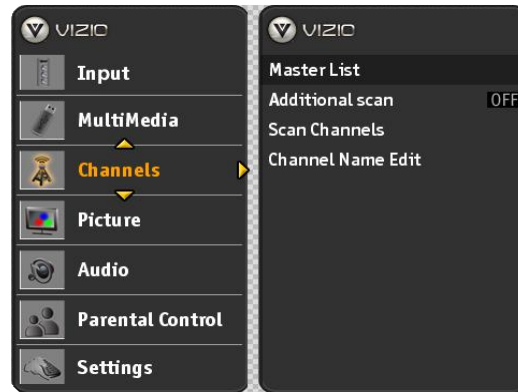 VIZIO
Input
MultiMedia
Channels
Picture
Audio
Parental Control
Settings
VIZIO
Master List
Additional scan OFF
Scan Channels
Channel Name Edit